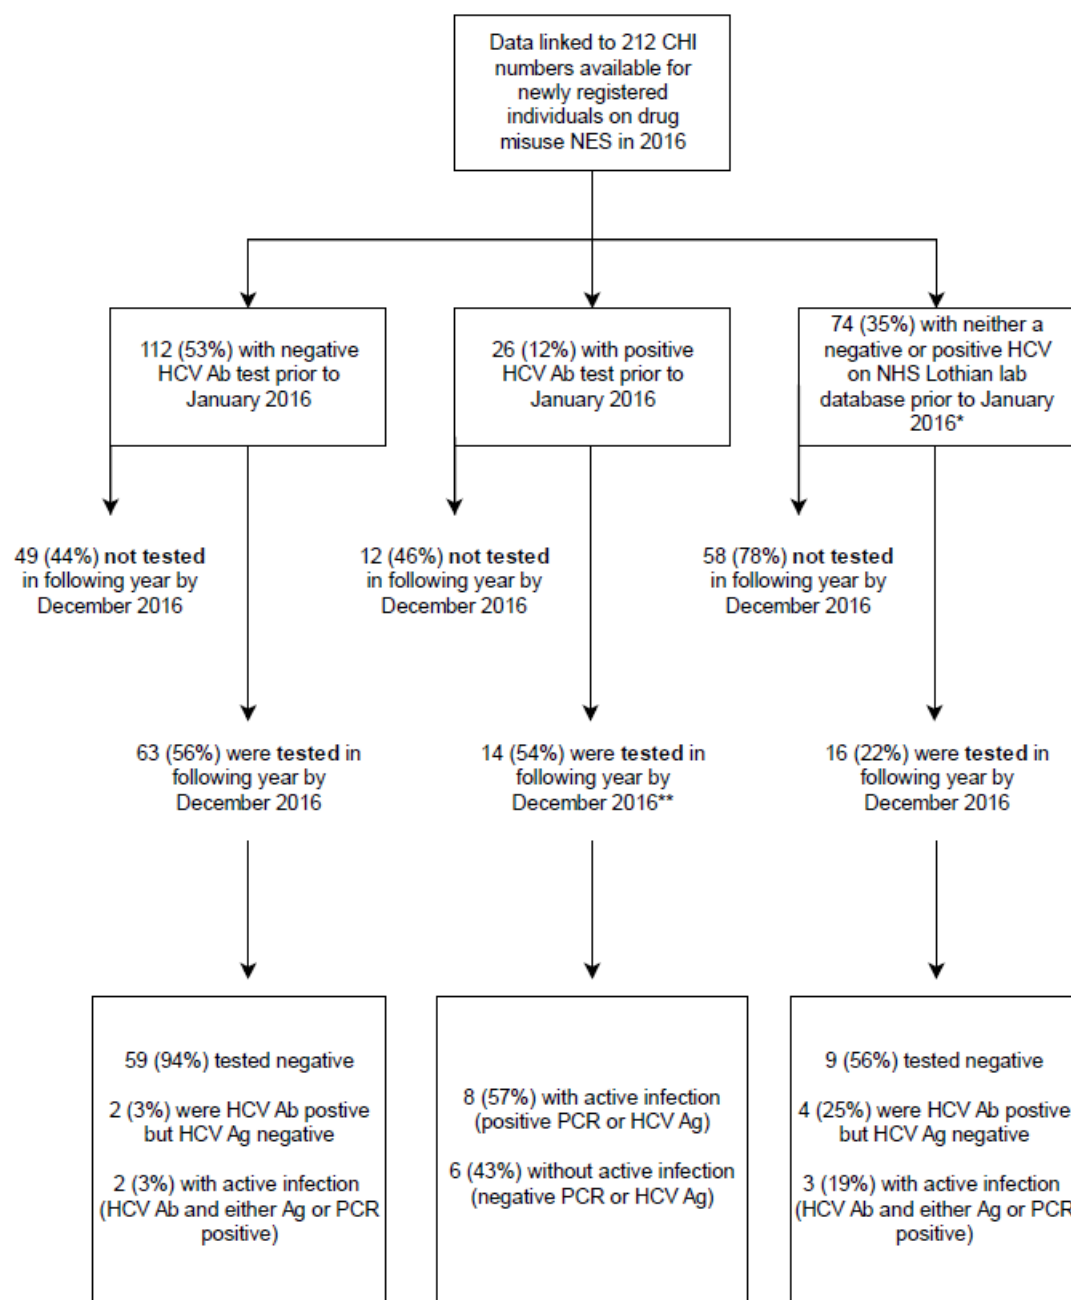 Data linked to 212 CHI
numbers available for
newly registered
individuals on drug
misuse NES in 2016
112 (53%) with negative
HCV Ab test prior to
January 2016
26 (12%) with positive
HCV Ab test prior to
January 2016
74 (35%) with neither a
negative or positive HCV
on NHS Lothian lab
database prior to January
2016*
49 (44%) not tested
in following year by
December 2016
12 (46%) not tested
in following year by
December 2016
58 (78%) not tested
in following year by
December 2016
63 (56%) were tested in
following year by
December 2016
14 (54%) were tested in
following year by
December 2016**
16 (22%) were tested in
following year by
December 2016
59 (94%) tested negative
2 (3%) were HCV Ab postive
but HCV Ag negative
2 (3%) with active infection
(HCV Ab and either Ag or PCR
positive)
8 (57%) with active infection
(positive PCR or HCV Ag)
6 (43%) without active infection
(negative PCR or HCV Ag)
9 (56%) tested negative
4 (25%) were HCV Ab postive
but HCV Ag negative
3 (19%) with active infection
(HCV Ab and either Ag or PCR
positive)